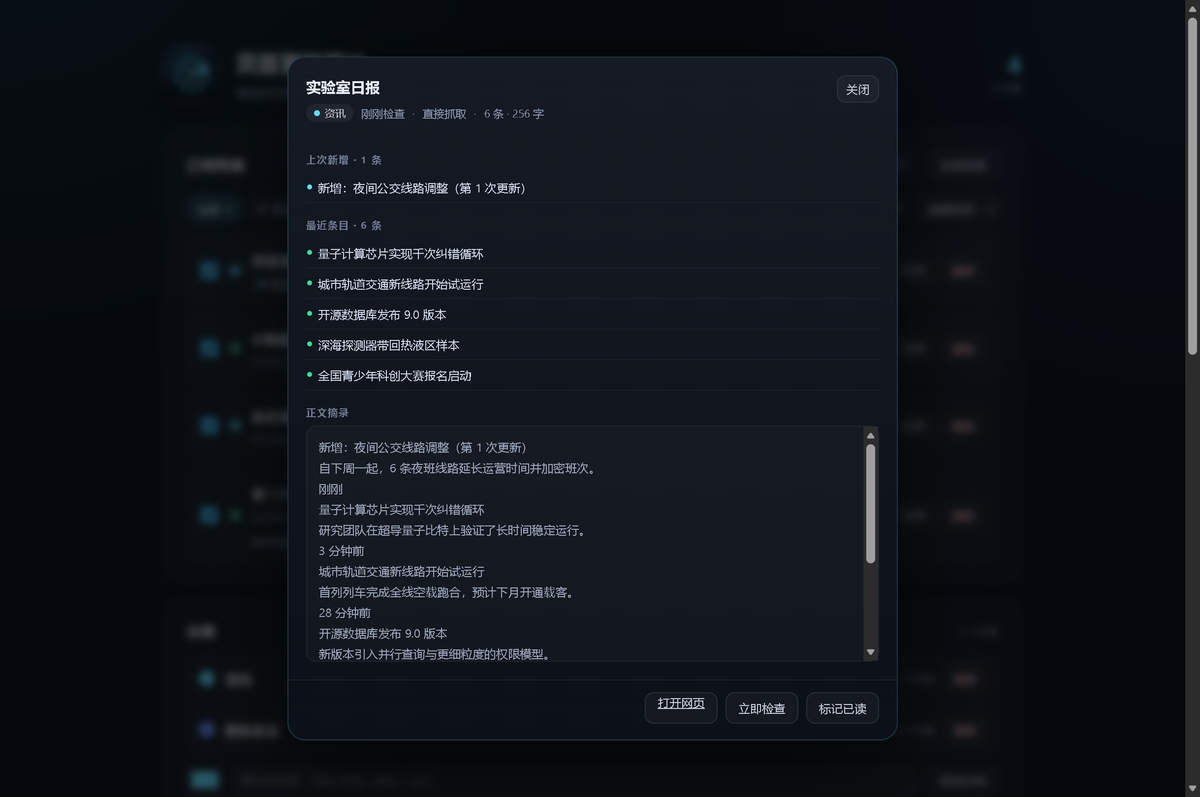 实验室日报
关闭
资讯 刚刚检查 · 直接抓取 · 6 条 · 256 字
上次新增 · 1 条
新增：夜间公交线路调整（第 1 次更新）
最近条目 · 6 条
量子计算芯片实现千次纠错循环
城市轨道交通新线路开始试运行
开源数据库发布 9.0 版本
深海探测器带回热液区样本
全国青少年科创大赛报名启动
正文摘录
新增：夜间公交线路调整（第 1 次更新）
自下周一起，6 条夜班线路延长运营时间并加密班次。
刚刚
量子计算芯片实现千次纠错循环
研究团队在超导量子比特上验证了长时间稳定运行。
3 分钟前
城市轨道交通新线路开始试运行
首列列车完成全线空载跑合，预计下月开通载客。
28 分钟前
开源数据库发布 9.0 版本
新版本引入并行查询与更细粒度的权限模型。
打开网页 立即检查 标记已读